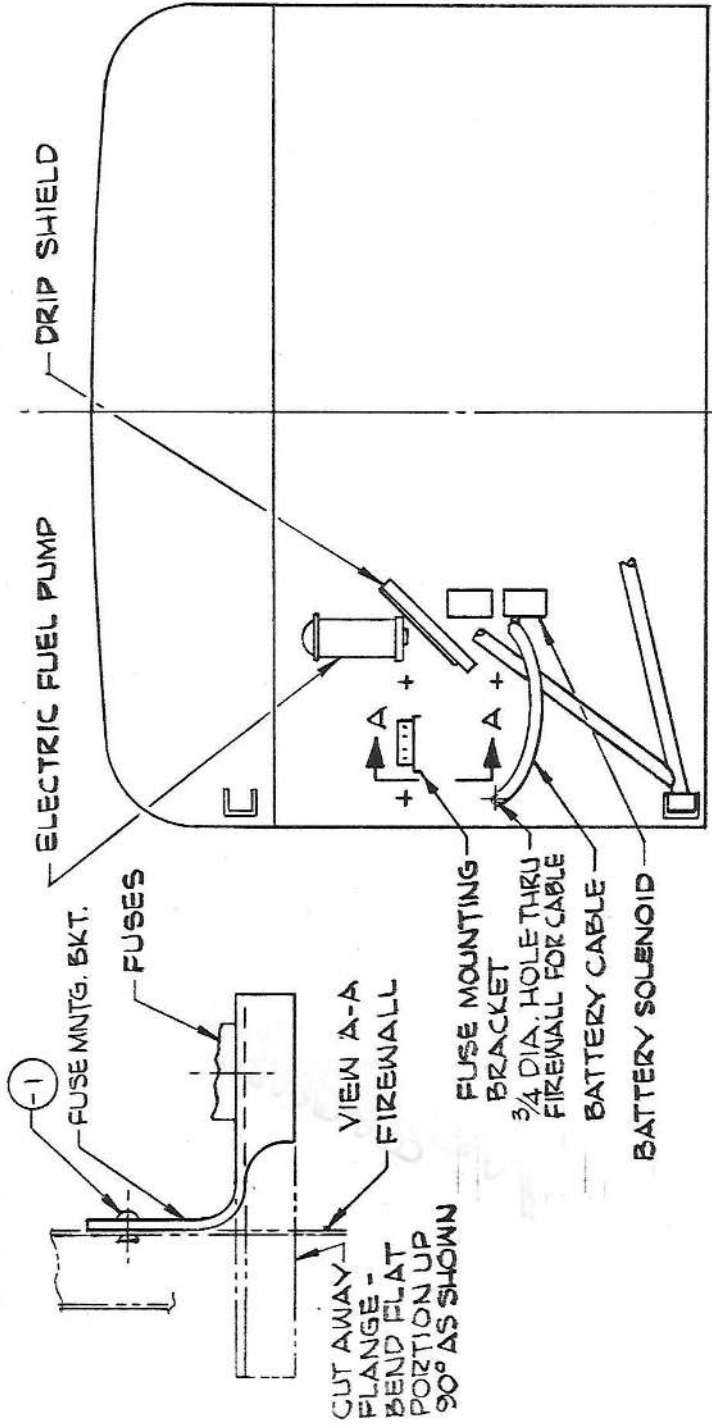 DRIP SHIELD
ELECTRIC FUEL PUMP
-1
FUSE MNTG. BKT.
FUSES
VIEW A-A
FIREWALL
CUT AWAY
FLANGE -
BEND FLAT
PORTION UP
90° AS SHOWN
A
A
FUSE MOUNTING
BRACKET
3/4 DIA. HOLE THRU
FIREWALL FOR CABLE
BATTERY CABLE
BATTERY SOLENOID